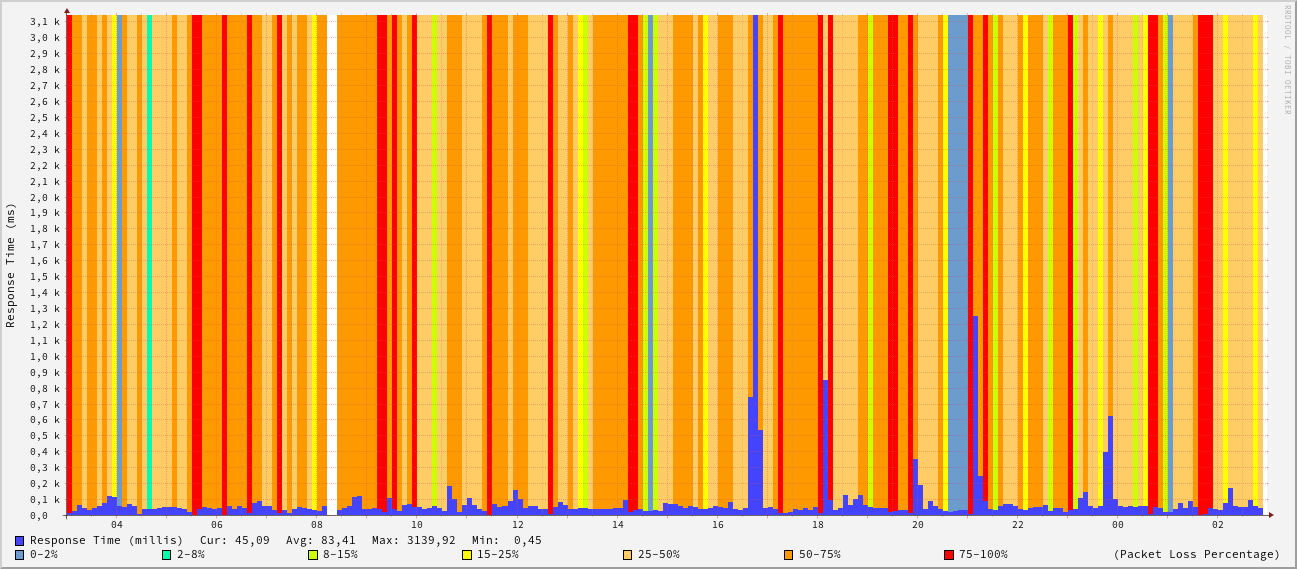 RRDTOOL / TOBI OETIKER
Response Time (ms)
3,1 k
3,0 k
2,9 k
2,8 k
2,7 k
2,6 k
2,5 k
2,4 k
2,3 k
2,2 k
2,1 k
2,0 k
1,9 k
1,8 k
1,7 k
1,6 k
1,5 k
1,4 k
1,3 k
1,2 k
1,1 k
1,0 k
0,9 k
0,8 k
0,7 k
0,6 k
0,5 k
0,4 k
0,3 k
0,2 k
0,1 k
0,0
04 06 08 10 12 14 16 18 20 22 00 02
Response Time (millis) Cur: 45,09 Avg: 83,41 Max: 3139,92 Min: 0,45
0-2% 2-8% 8-15% 15-25% 25-50% 50-75% 75-100% (Packet Loss Percentage)